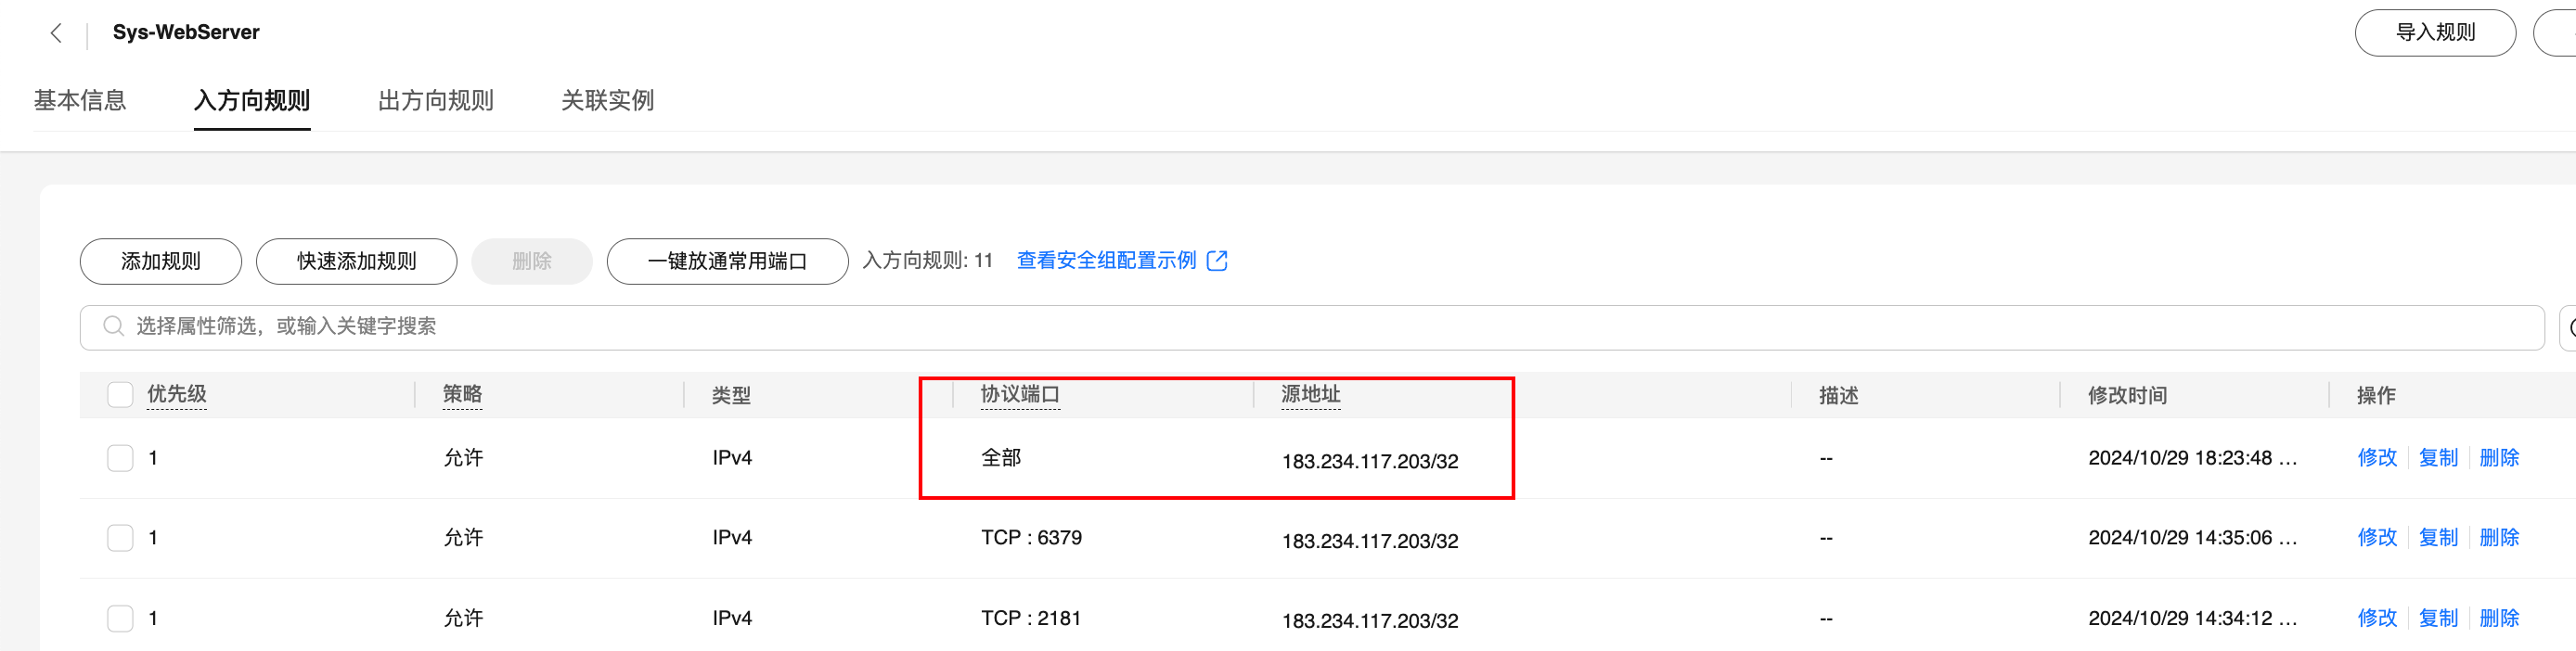 Sys-WebServer
导入规则
基本信息 入方向规则 出方向规则 关联实例
添加规则 快速添加规则 删除 一键放通常用端口 入方向规则: 11 查看安全组配置示例
选择属性筛选，或输入关键字搜索
优先级 策略 类型 协议端口 源地址 描述 修改时间 操作
1 允许 IPv4 全部 183.234.117.203/32 -- 2024/10/29 18:23:48 ... 修改 复制 删除
1 允许 IPv4 TCP : 6379 183.234.117.203/32 -- 2024/10/29 14:35:06 ... 修改 复制 删除
1 允许 IPv4 TCP : 2181 183.234.117.203/32 -- 2024/10/29 14:34:12 ... 修改 复制 删除